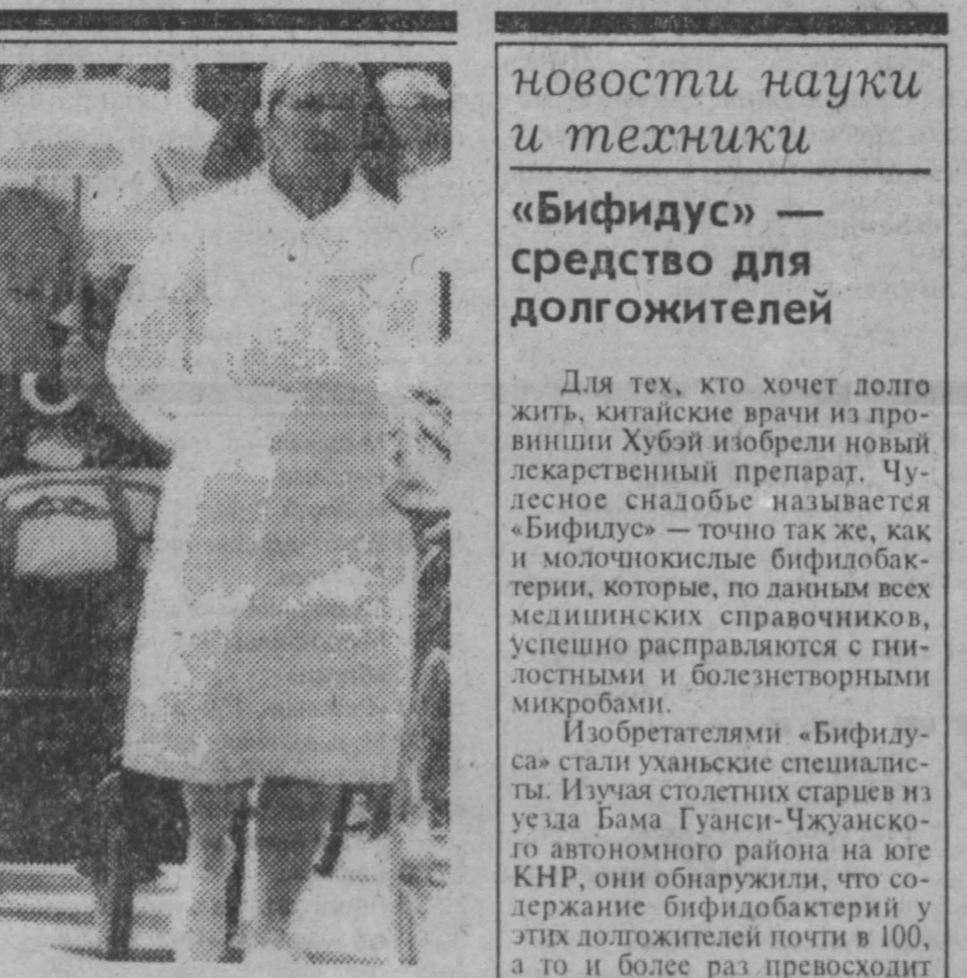 новости науки
и техники
«Бифидус» —
средство для
долгожителей
Для тех, кто хочет долго
жить, китайские врачи из про-
винции Хубэй изобрели новый
лекарственный препарат. Чу-
десное снадобье называется
«Бифидус» — точно так же, как
и молочнокислые бифидобак-
терии, которые, по данным всех
медицинских справочников,
успешно расправляются с гни-
лостными и болезнетворными
микробами.
Изобретателями «Бифиду-
са» стали уханьские специалис-
ты. Изучая столетних старцев из
уезда Бама Гуанси-Чжуанско-
го автономного района на юге
КНР, они обнаружили, что со-
держание бифидобактерий у
этих долгожителей почти в 100,
а то и более раз превосходит